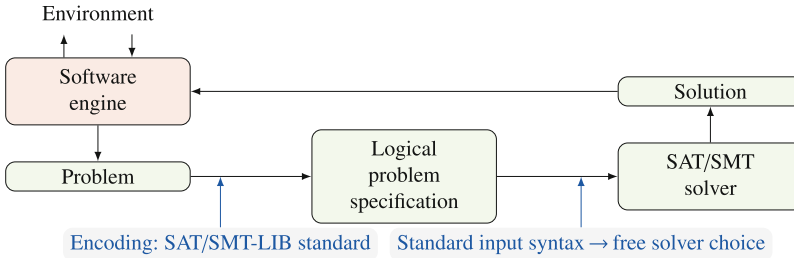 Environment
Software
engine
Solution
Logical
problem
specification
SAT/SMT
solver
Problem
Encoding: SAT/SMT-LIB standard
Standard input syntax → free solver choice